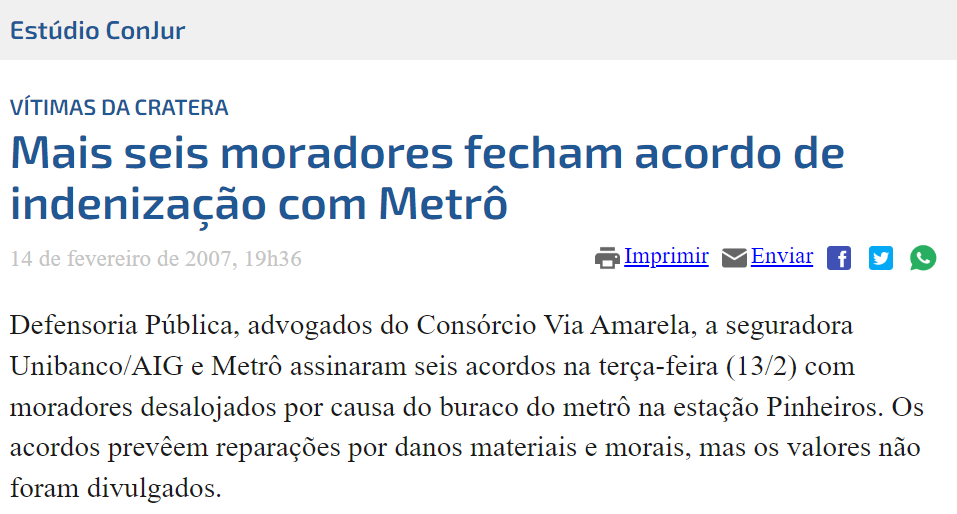 Estúdio ConJur
VÍTIMAS DA CRATERA
Mais seis moradores fecham acordo de
indenização com Metrô
14 de fevereiro de 2007, 19h36 Imprimir Enviar
Defensoria Pública, advogados do Consórcio Via Amarela, a seguradora
Unibanco/AIG e Metrô assinaram seis acordos na terça-feira (13/2) com
moradores desalojados por causa do buraco do metrô na estação Pinheiros. Os
acordos prevêem reparações por danos materiais e morais, mas os valores não
foram divulgados.